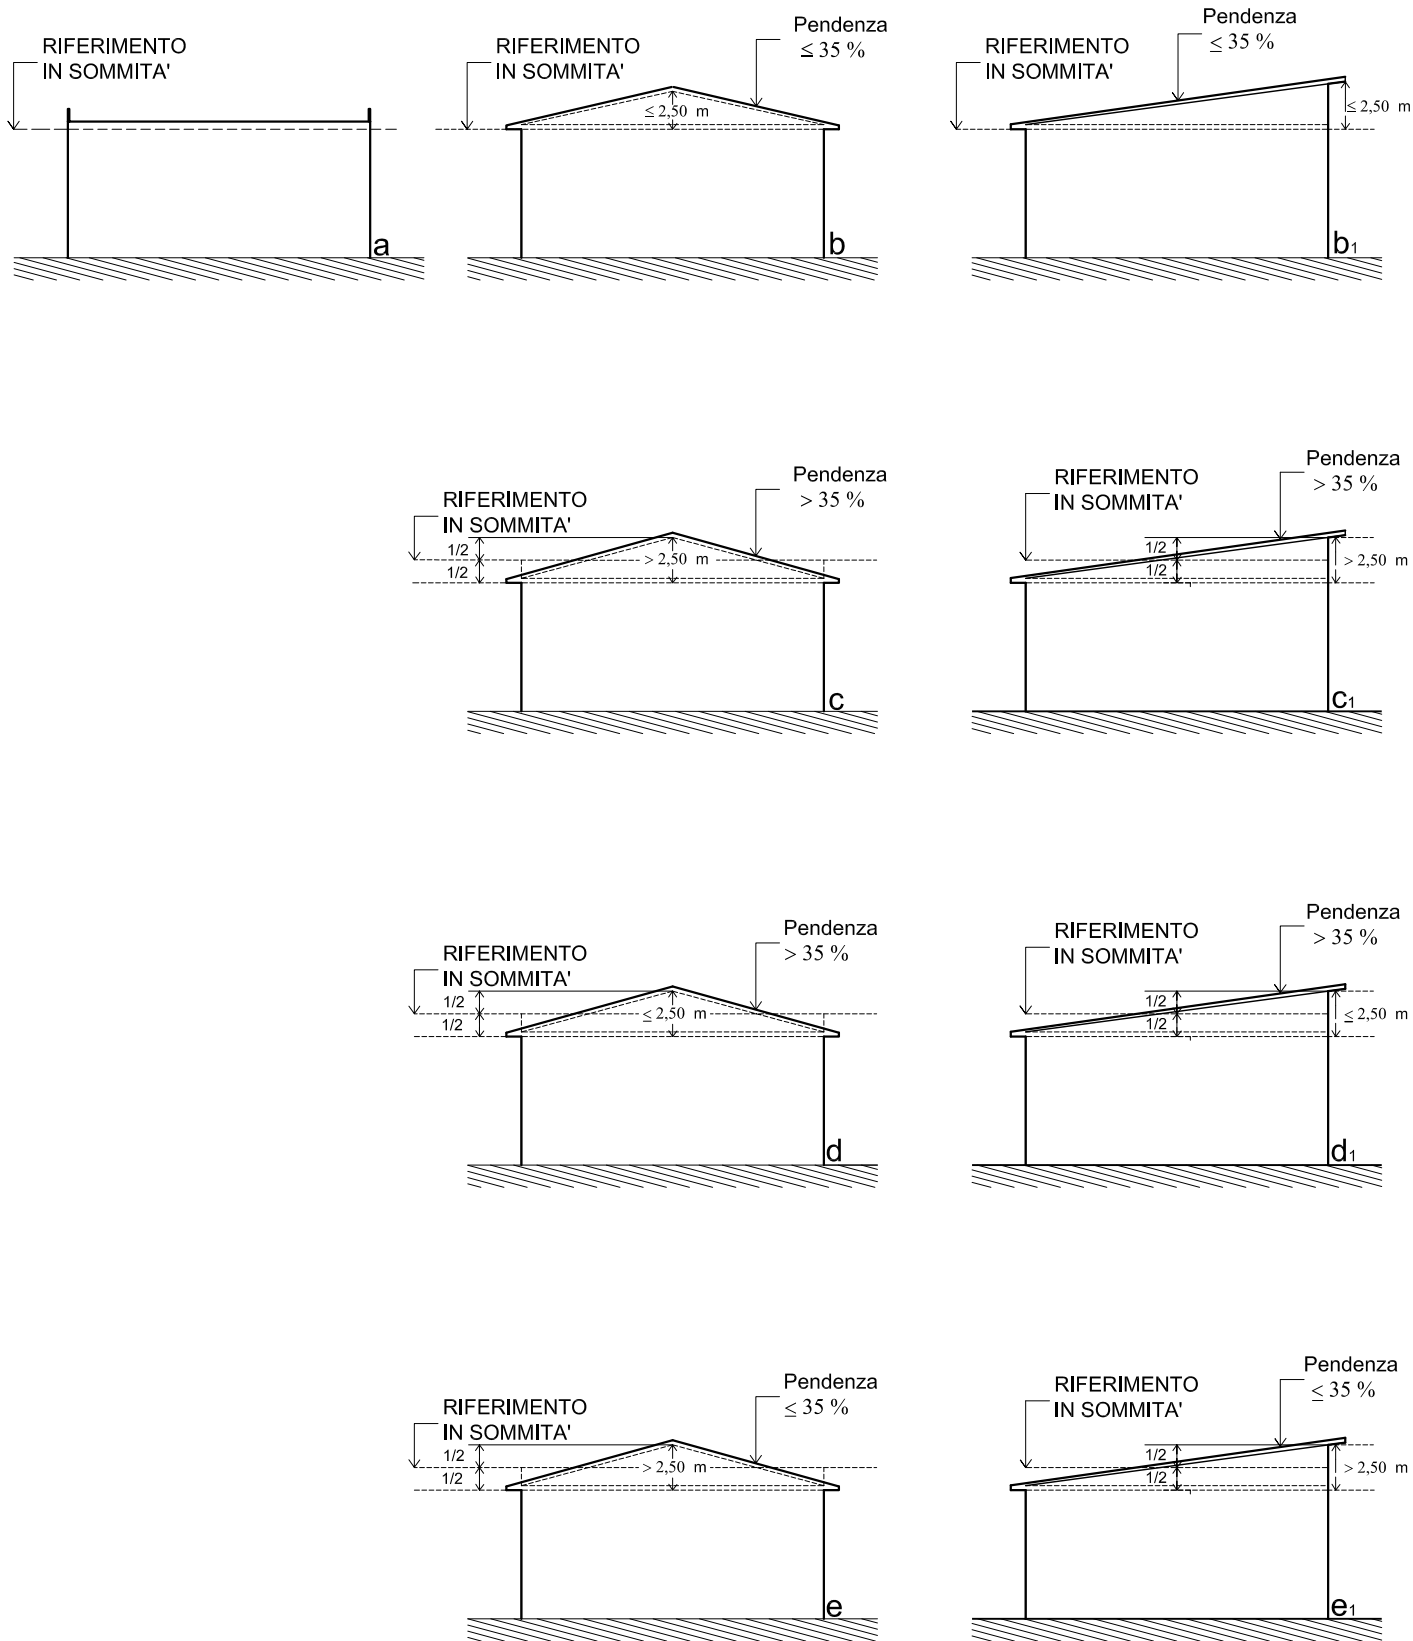 RIFERIMENTO
IN SOMMITA'
a
RIFERIMENTO
IN SOMMITA'
Pendenza
≤ 35 %
≤ 2,50 m
b
RIFERIMENTO
IN SOMMITA'
Pendenza
≤ 35 %
≤ 2,50 m
b1
RIFERIMENTO
IN SOMMITA'
Pendenza
> 35 %
1/2
1/2
> 2,50 m
c
RIFERIMENTO
IN SOMMITA'
Pendenza
> 35 %
1/2
1/2
> 2,50 m
c1
RIFERIMENTO
IN SOMMITA'
Pendenza
> 35 %
1/2
1/2
≤ 2,50 m
d
RIFERIMENTO
IN SOMMITA'
Pendenza
> 35 %
1/2
1/2
≤ 2,50 m
d1
RIFERIMENTO
IN SOMMITA'
Pendenza
≤ 35 %
1/2
1/2
> 2,50 m
e
RIFERIMENTO
IN SOMMITA'
Pendenza
≤ 35 %
1/2
1/2
> 2,50 m
e1